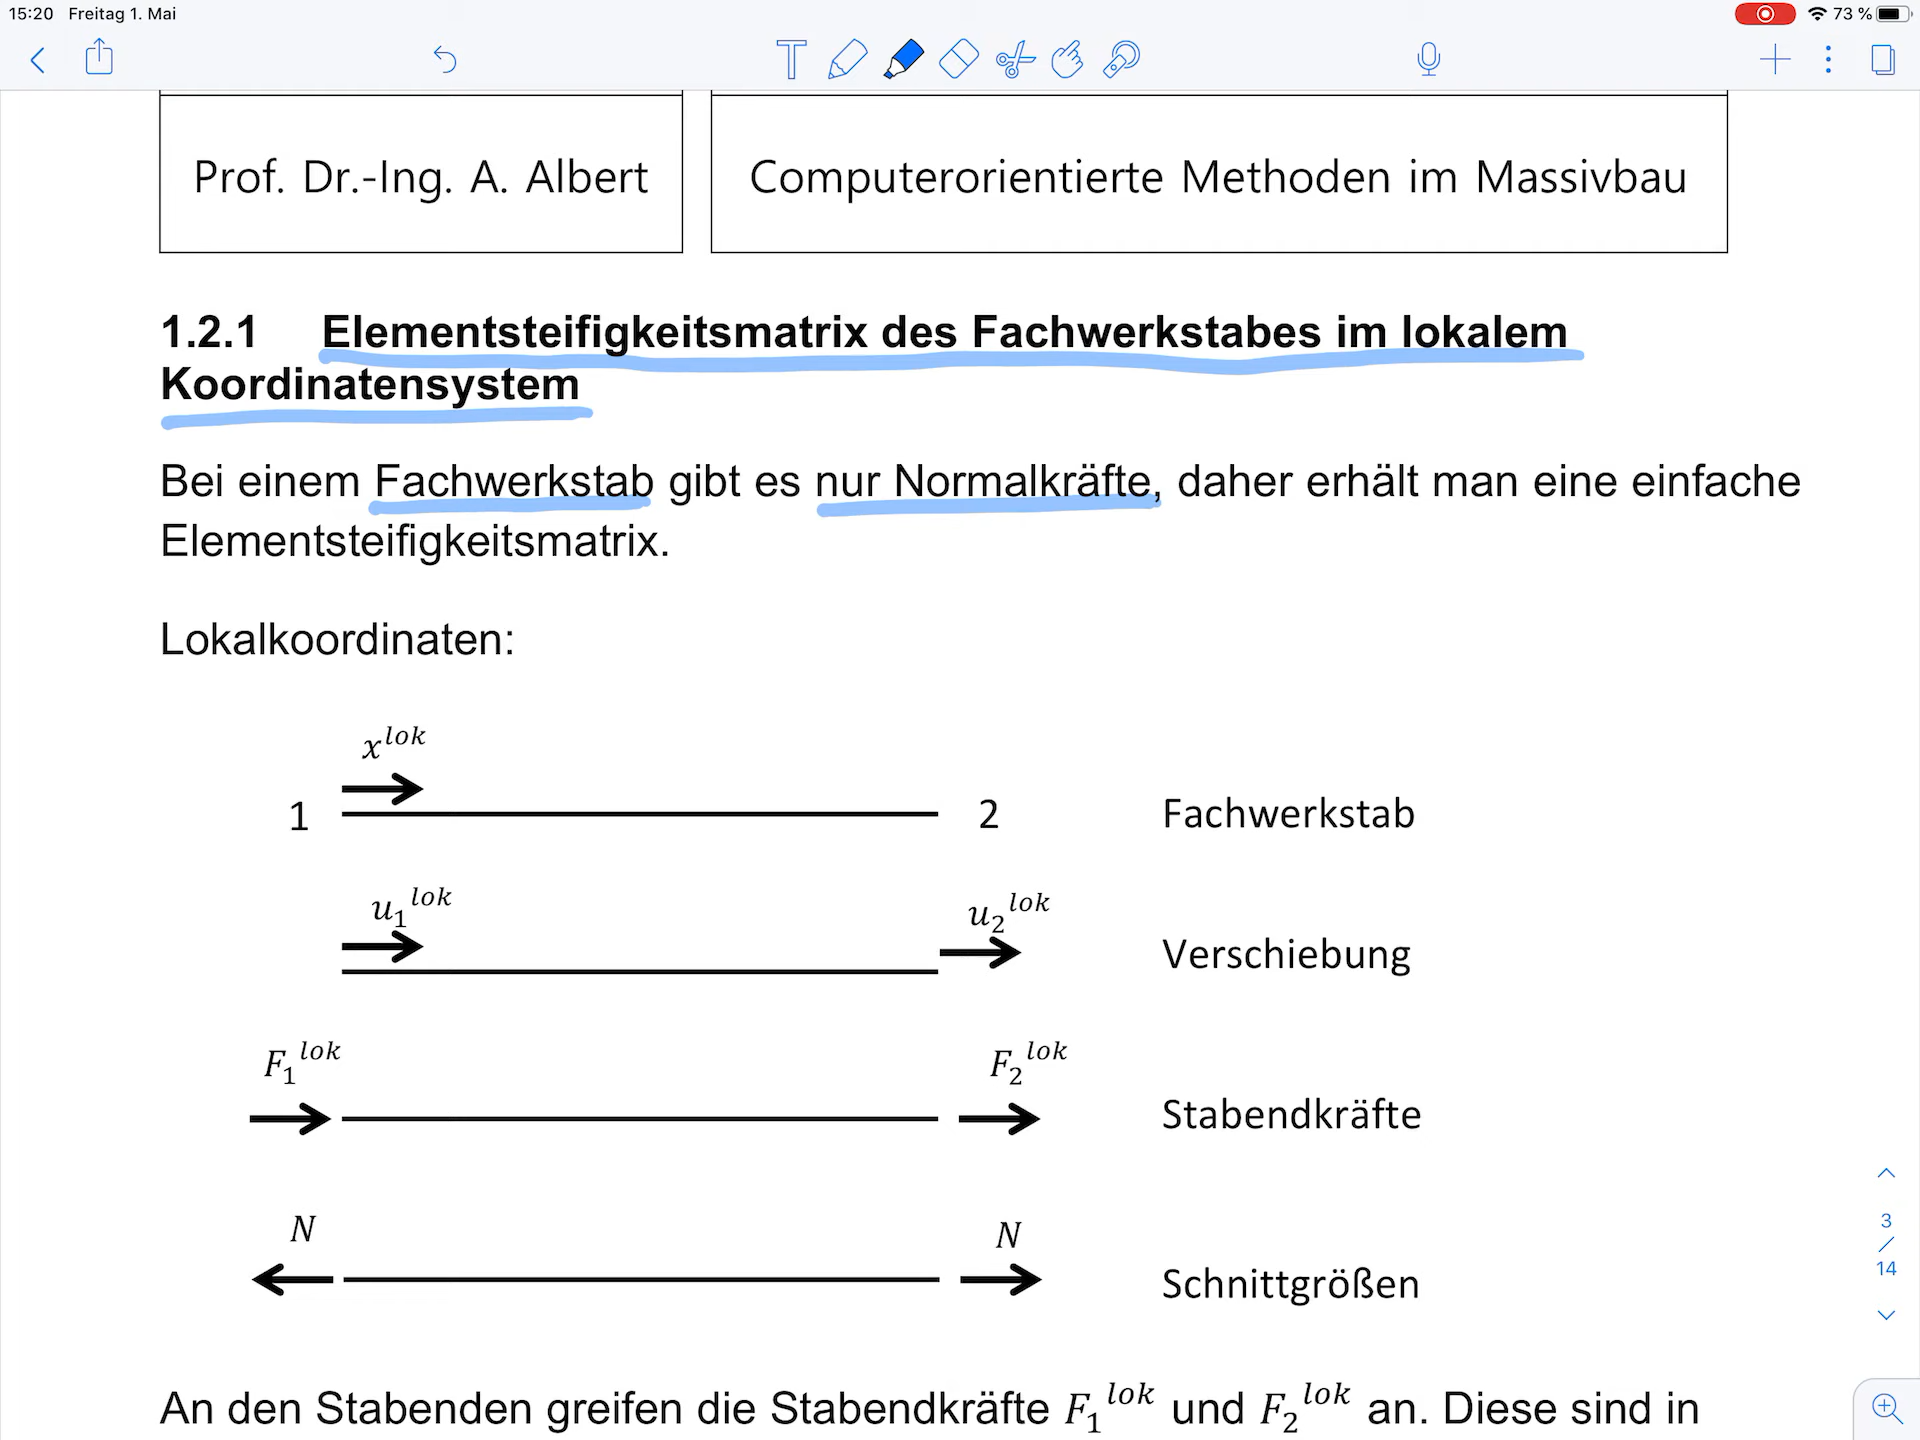 15:20 Freitag 1. Mai
73 %
Prof. Dr.-Ing. A. Albert
Computerorientierte Methoden im Massivbau
1.2.1 Elementsteifigkeitsmatrix des Fachwerkstabes im lokalem
Koordinatensystem
Bei einem Fachwerkstab gibt es nur Normalkräfte, daher erhält man eine einfache
Elementsteifigkeitsmatrix.
Lokalkoordinaten:
x^lok
1 2 Fachwerkstab
u₁^lok u₂^lok
Verschiebung
F₁^lok F₂^lok
Stabendkräfte
N N
Schnittgrößen
3
/
14
An den Stabenden greifen die Stabendkräfte F₁^lok und F₂^lok an. Diese sind in